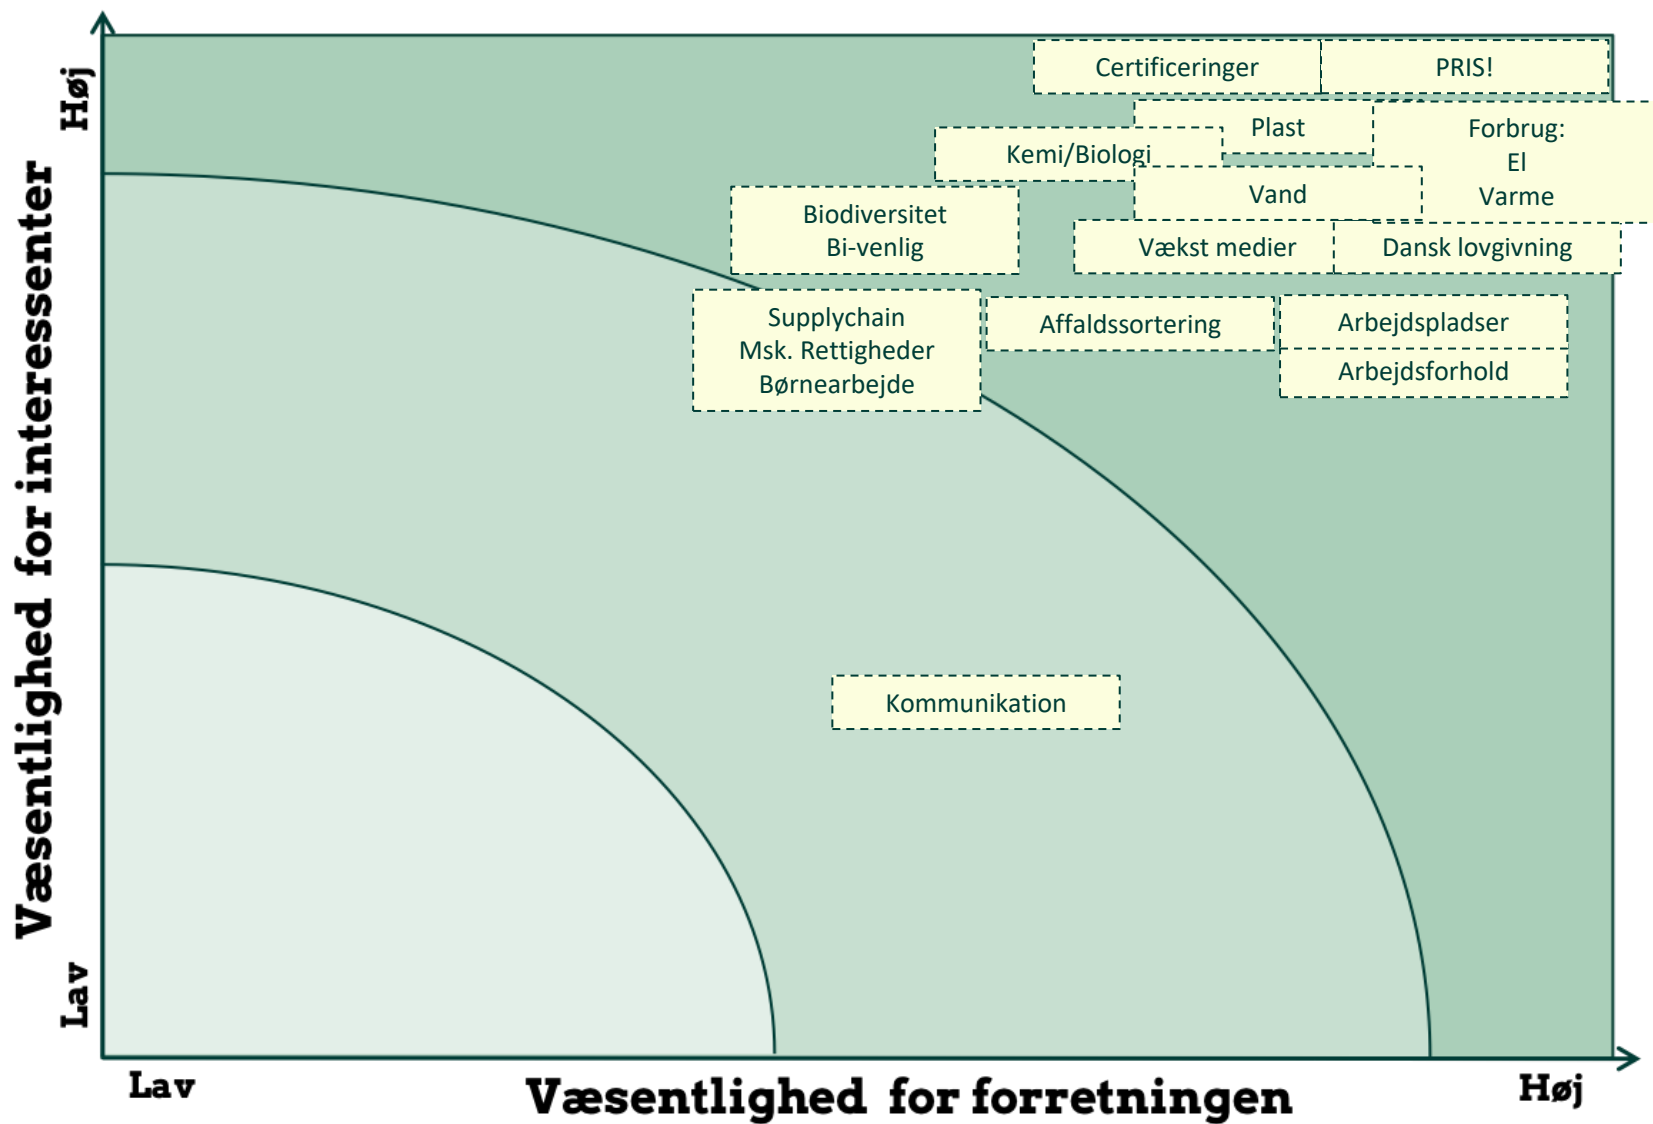 Høj
Væsentlighed for interessenter
Lav
Certificeringer
PRIS!
Plast
Forbrug:
El
Varme
Kemi/Biologi
Vand
Biodiversitet
Bi-venlig
Vækst medier
Dansk lovgivning
Supplychain
Msk. Rettigheder
Børnearbejde
Affaldssortering
Arbejdspladser
Arbejdsforhold
Kommunikation
Lav
Væsentlighed for forretningen
Høj